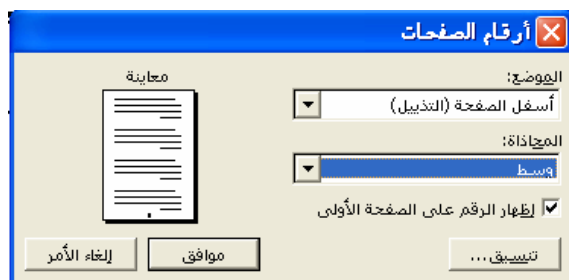 أرقام الصفحات
الموضع:
معاينة
أسفل الصفحة (التذييل)
المحاذاة:
وسط
إظهار الرقم على الصفحة الأولى
تنسيق...
موافق
إلغاء الأمر